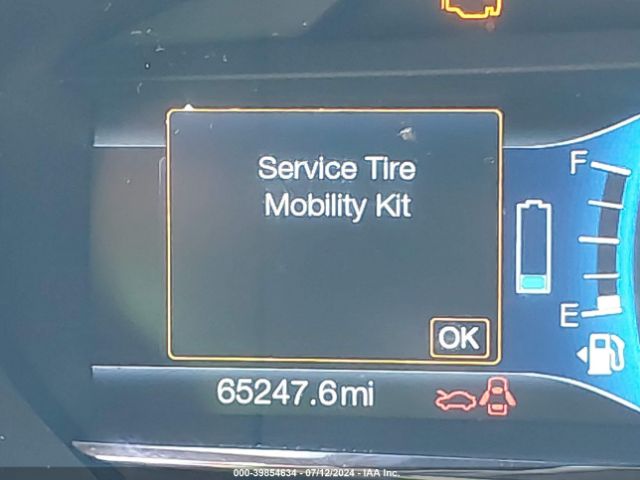 Service Tire
Mobility Kit
F
E
OK
65247.6mi
000-39854634 - 07/12/2024 - IAA Inc.